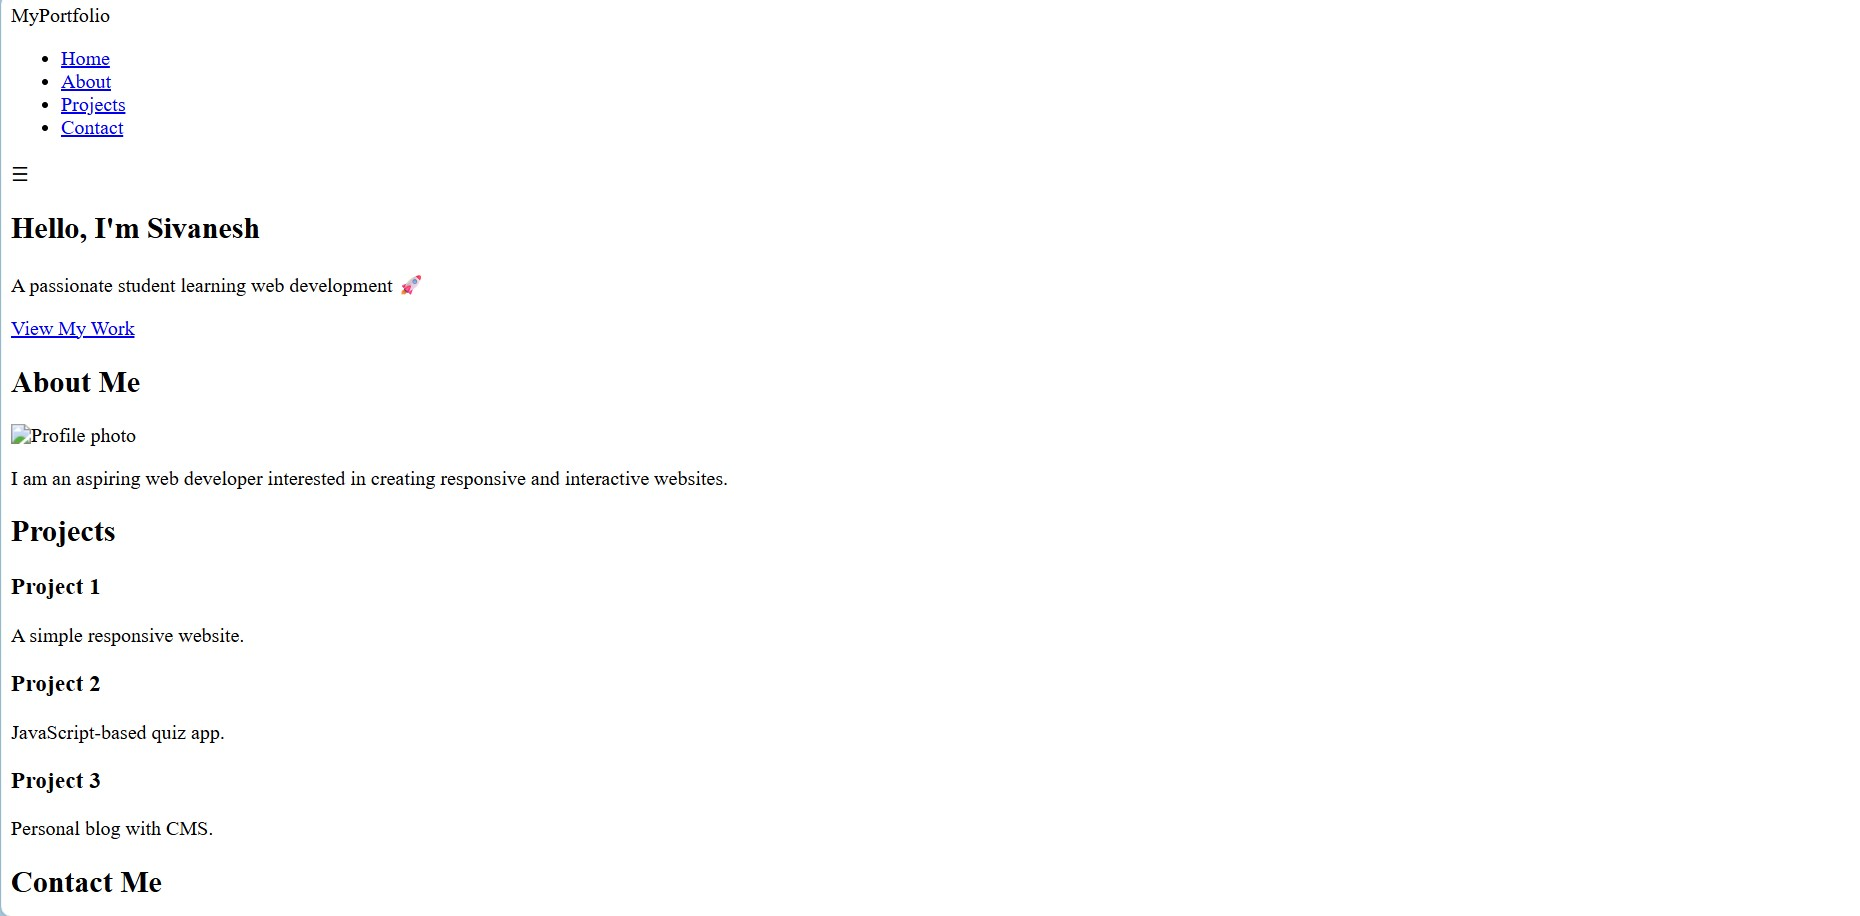 MyPortfolio
Home
About
Projects
Contact
☰
Hello, I'm Sivanesh
A passionate student learning web development 🚀
View My Work
About Me
Profile photo
I am an aspiring web developer interested in creating responsive and interactive websites.
Projects
Project 1
A simple responsive website.
Project 2
JavaScript-based quiz app.
Project 3
Personal blog with CMS.
Contact Me